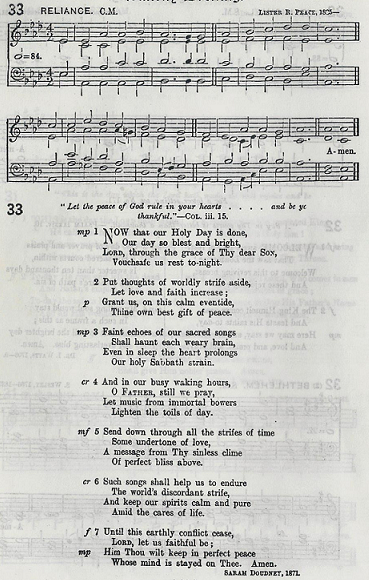 33 RELIANCE. C.M. LISTER R. PEACE,
=84.
A-men.
33 "Let the peace of God rule in your hearts . . . . and be ye
thankful."—COL. iii. 15.
mp 1 NOW that our Holy Day is done,
Our day so blest and bright,
LORD, through the grace of Thy dear SON,
Vouchsafe us rest to-night.
2 Put thoughts of worldly strife aside,
Let love and faith increase;
p Grant us, on this calm eventide,
Thine own best gift of peace.
mp 3 Faint echoes of our sacred songs
Shall haunt each weary brain,
Even in sleep the heart prolongs
Our holy Sabbath strain.
cr 4 And in our busy waking hours,
O FATHER, still we pray,
Let music from immortal bowers
Lighten the toils of day.
mf 5 Send down through all the strifes of time
Some undertone of love,
A message from Thy sinless clime
Of perfect bliss above.
cr 6 Such songs shall help us to endure
The world's discordant strife,
And keep our spirits calm and pure
Amid the cares of life.
f 7 Until this earthly conflict cease,
LORD, let us faithful be;
mp Him Thou wilt keep in perfect peace
Whose mind is stayed on Thee. Amen.
SARAH DOUDNEY, 1871.